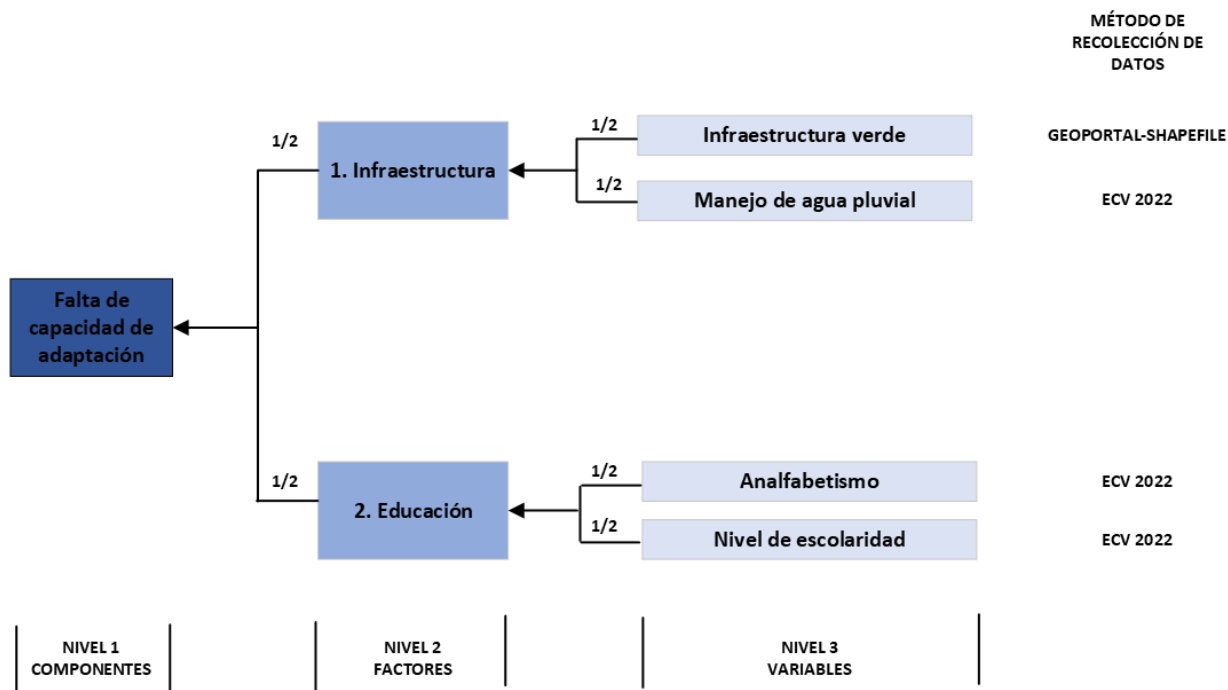 MÉTODO DE
RECOLECCIÓN DE
DATOS
1/2
1. Infraestructura
1/2
Infraestructura verde
GEOPORTAL-SHAPEFILE
1/2
Manejo de agua pluvial
ECV 2022
Falta de
capacidad de
adaptación
1/2
2. Educación
1/2
Analfabetismo
ECV 2022
1/2
Nivel de escolaridad
ECV 2022
NIVEL 1
COMPONENTES
NIVEL 2
FACTORES
NIVEL 3
VARIABLES